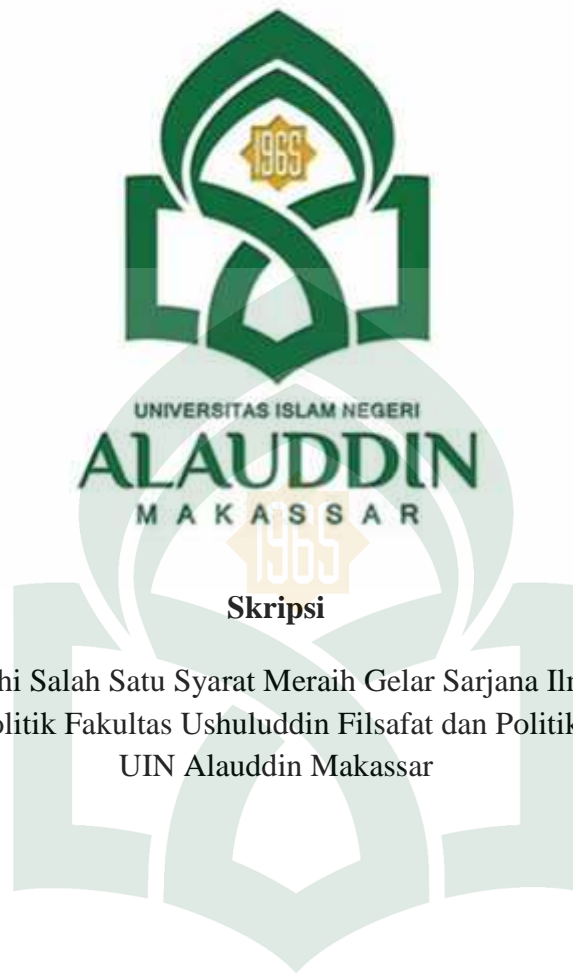 1965
UNIVERSITAS ISLAM NEGERI
ALAUDDIN
MAKASSAR
1965
Skripsi
Salah Satu Syarat Meraih Gelar Sarjana
Fakultas Ushuluddin Filsafat dan Politik
UIN Alauddin Makassar